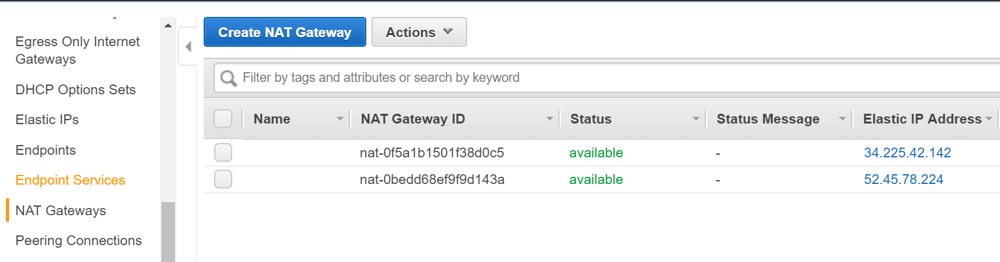 Egress Only Internet
Gateways
DHCP Options Sets
Elastic IPs
Endpoints
Endpoint Services
NAT Gateways
Peering Connections
Create NAT Gateway Actions
Filter by tags and attributes or search by keyword
Name NAT Gateway ID Status Status Message Elastic IP Address
nat-0f5a1b1501f38d0c5 available - 34.225.42.142
nat-0bedd68ef9f9d143a available - 52.45.78.224